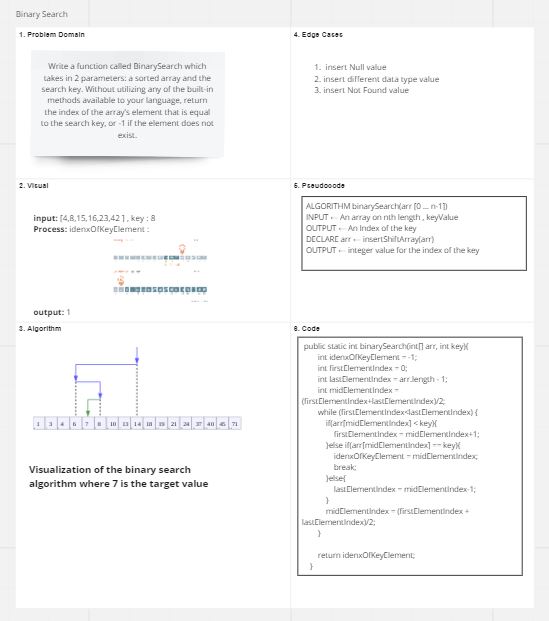 Binary Search
1. Problem Domain
Write a function called BinarySearch which
takes in 2 parameters: a sorted array and the
search key. Without utilizing any of the built-in
methods available to your language, return
the index of the array's element that is equal
to the search key, or -1 if the element does not
exist.
4. Edge Cases
1. insert Null value
2. insert different data type value
3. insert Not Found value
2. Visual
input: [4,8,15,16,23,42 ] , key : 8
Process: idenxOfKeyElement :
output: 1
5. Pseudocode
ALGORITHM binarySearch(arr [0 ... n-1])
INPUT ← An array on nth length , keyValue
OUTPUT ← An Index of the key
DECLARE arr ← insertShiftArray(arr)
OUTPUT ← integer value for the index of the key
3. Algorithm
1 3 4 6 7 8 10 13 14 18 19 21 24 37 40 45 71
Visualization of the binary search
algorithm where 7 is the target value
6. Code
public static int binarySearch(int[] arr, int key){
int idenxOfKeyElement = -1;
int firstElementIndex = 0;
int lastElementIndex = arr.length - 1;
int midElementIndex =
(firstElementIndex+lastElementIndex)/2;
while (firstElementIndex<lastElementIndex) {
if(arr[midElementIndex] < key){
firstElementIndex = midElementIndex+1;
}else if(arr[midElementIndex] == key){
idenxOfKeyElement = midElementIndex;
break;
}else{
lastElementIndex = midElementIndex-1;
}
midElementIndex = (firstElementIndex +
lastElementIndex)/2;
}
return idenxOfKeyElement;
}